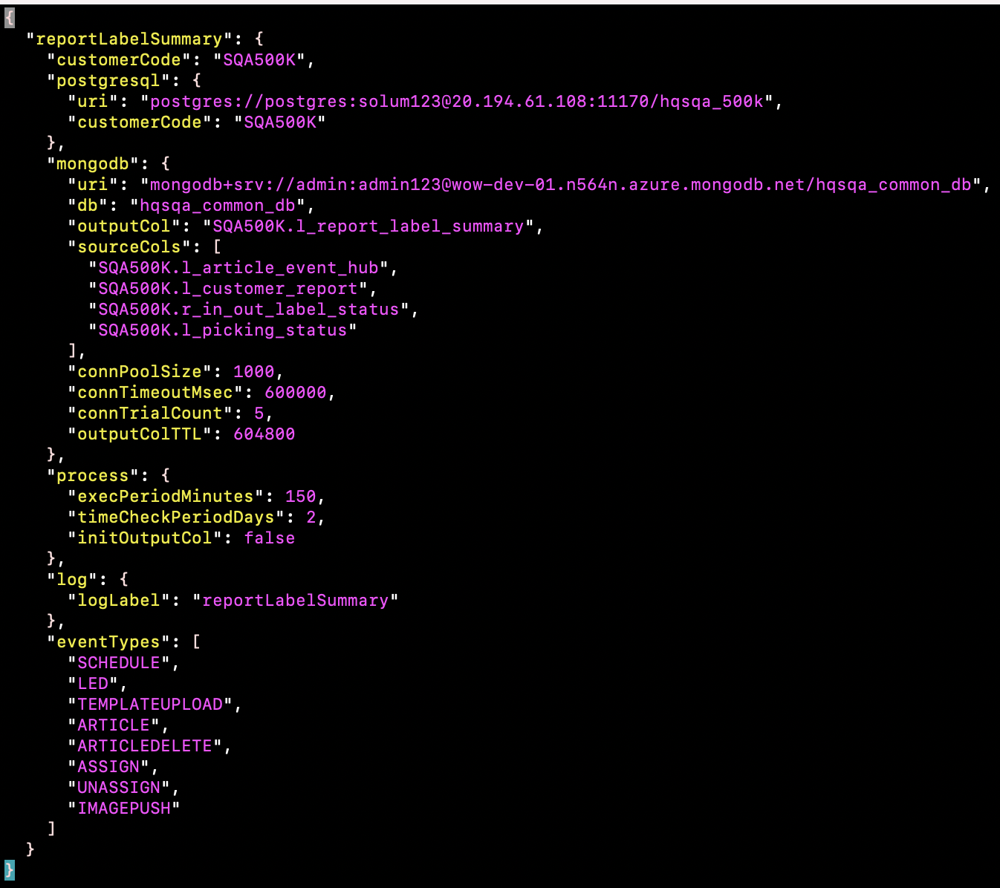 {
  "reportLabelSummary": {
    "customerCode": "SQA500K",
    "postgresql": {
      "uri": "postgres://postgres:solum123@20.194.61.108:11170/hqsqa_500k",
      "customerCode": "SQA500K"
    },
    "mongodb": {
      "uri": "mongodb+srv://admin:admin123@wow-dev-01.n564n.azure.mongodb.net/hqsqa_common_db",
      "db": "hqsqa_common_db",
      "outputCol": "SQA500K.l_report_label_summary",
      "sourceCols": [
        "SQA500K.l_article_event_hub",
        "SQA500K.l_customer_report",
        "SQA500K.r_in_out_label_status",
        "SQA500K.l_picking_status"
      ],
      "connPoolSize": 1000,
      "connTimeoutMsec": 600000,
      "connTrialCount": 5,
      "outputColTTL": 604800
    },
    "process": {
      "execPeriodMinutes": 150,
      "timeCheckPeriodDays": 2,
      "initOutputCol": false
    },
    "log": {
      "logLabel": "reportLabelSummary"
    },
    "eventTypes": [
      "SCHEDULE",
      "LED",
      "TEMPLATEUPLOAD",
      "ARTICLE",
      "ARTICLEDELETE",
      "ASSIGN",
      "UNASSIGN",
      "IMAGEPUSH"
    ]
  }
}